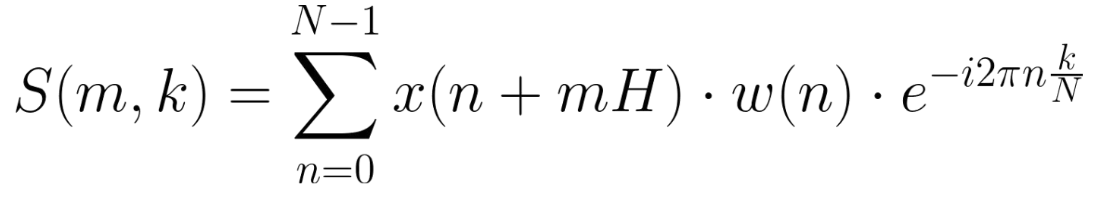 S(m, k) = \sum_{n=0}^{N-1} x(n + mH) \cdot w(n) \cdot e^{-i2\pi n \frac{k}{N}}